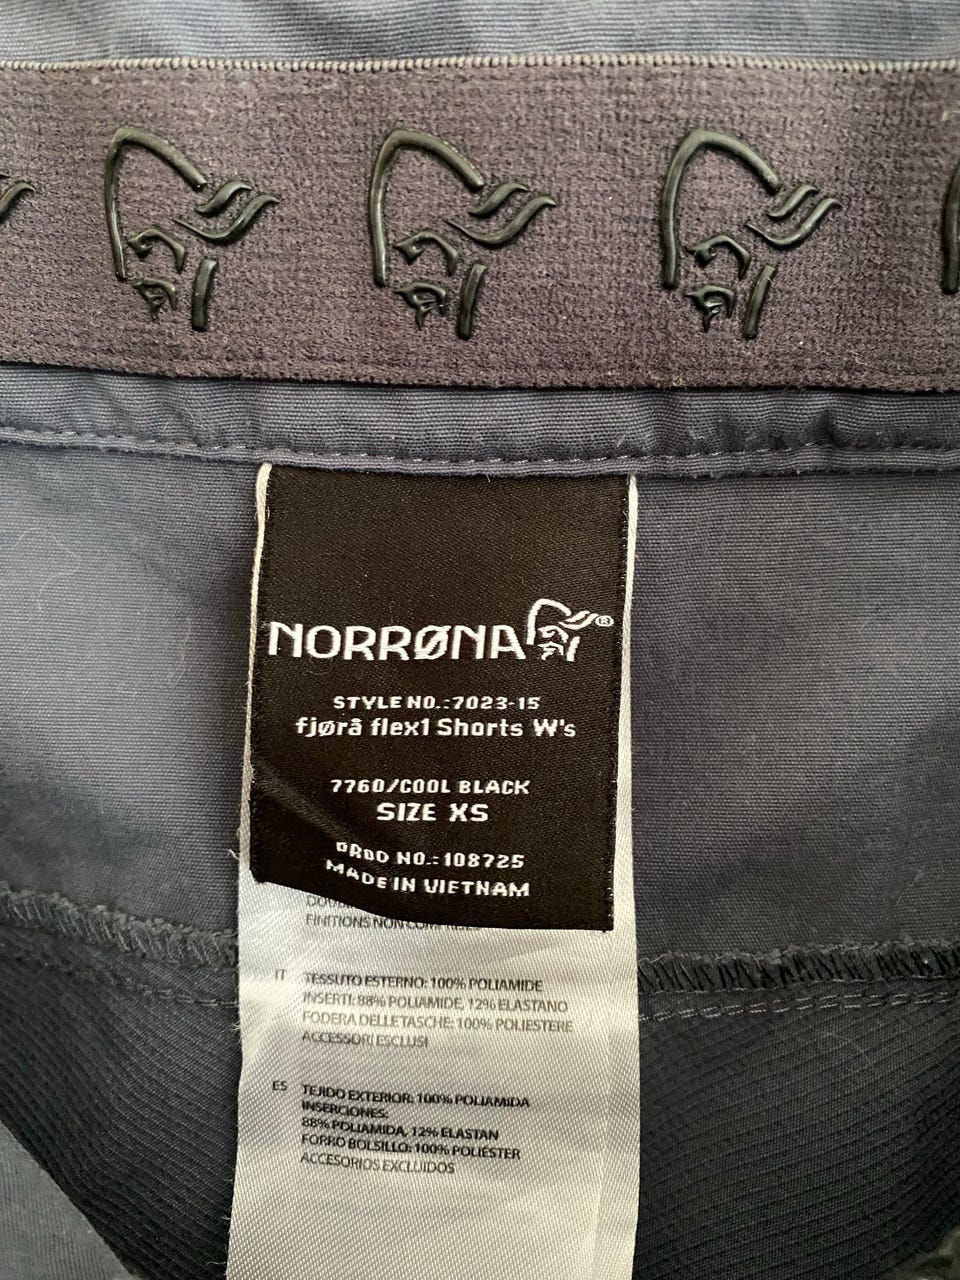 NORRØNA®
STYLE NO.:7023-15
fjørå flex1 Shorts W's
7760/COOL BLACK
SIZE XS
PROD NO.:108725
MADE IN VIETNAM
FINITIONS NON
IT TESSUTO ESTERNO: 100% POLIAMIDE
INSERTI: 88% POLIAMIDE, 12% ELASTANO
FODERA DELLE TASCHE: 100% POLIESTERE
ACCESSORI ESCLUSI
ES TEJIDO EXTERIOR: 100% POLIAMIDA
INSERCIONES:
88% POLIAMIDA, 12% ELASTAN
FORRO BOLSILLO: 100% POLIÉSTER
ACCESORIOS EXCLUIDOS